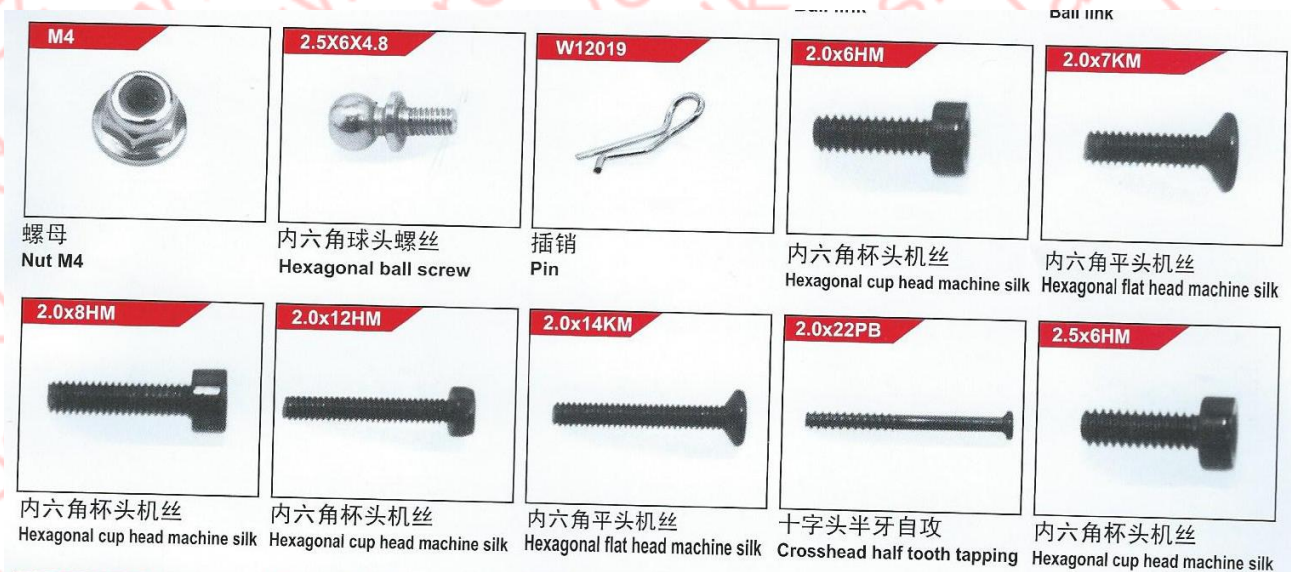 Ball link
M4
2.5X6X4.8
W12019
2.0x6HM
2.0x7KM
螺母
Nut M4
内六角球头螺丝
Hexagonal ball screw
插销
Pin
内六角杯头机丝
Hexagonal cup head machine silk
内六角平头机丝
Hexagonal flat head machine silk
2.0x8HM
2.0x12HM
2.0x14KM
2.0x22PB
2.5x6HM
内六角杯头机丝
Hexagonal cup head machine silk
内六角杯头机丝
Hexagonal cup head machine silk
内六角平头机丝
Hexagonal flat head machine silk
十字头半牙自攻
Crosshead half tooth tapping
内六角杯头机丝
Hexagonal cup head machine silk